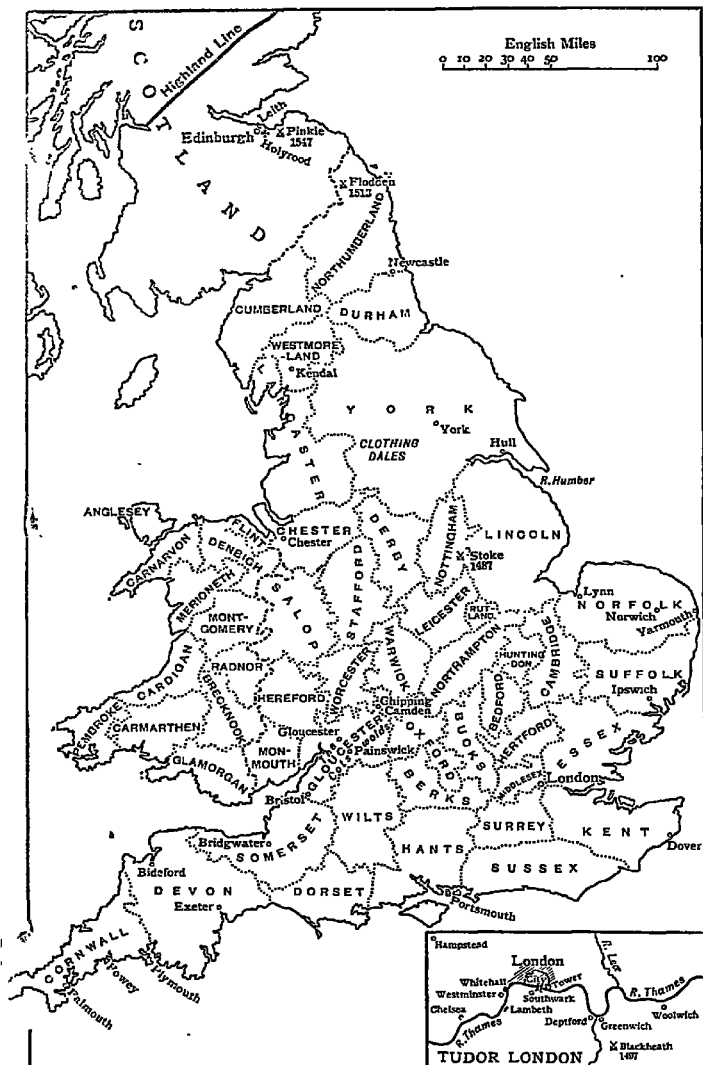 SCOTLAND
Highland Line
English Miles
0 10 20 30 40 50 100
Leith
Edinburgh
Holyrood
Pinkie
1547
Flodden
1513
NORTHUMBERLAND
Newcastle
CUMBERLAND
DURHAM
WESTMORE
-LAND
Kendal
L
CASTER
YORK
York
CLOTHING
DALES
Hull
R. Humber
ANGLESEY
CARNARVON
FLINT
DENBIGH
CHESTER
Chester
DERBY
NOTTINGHAM
LINCOLN
Stoke
1487
MERIONETH
SALOP
STAFFORD
LEICESTER
RUT-
LAND
Lynn
NORFOLK
Norwich
Yarmouth
MONT-
GOMERY
CARDIGAN
RADNOR
HEREFORD
WORCESTER
WARWICK
NORTHAMPTON
HUNTING
DON
CAMBRIDGE
SUFFOLK
Ipswich
PEMBROKE
CARMARTHEN
BRECKNOCK
GLAMORGAN
MON-
MOUTH
Gloucester
GLOUCESTER
Chipping
Camden
Cotswolds
Painswick
OXFORD
BUCKS
BEDFORD
HERTFORD
ESSEX
MIDDLESEX
London
BERKS
Bristol
WILTS
SURREY
KENT
Dover
Bridgwater
SOMERSET
HANTS
SUSSEX
Bideford
DEVON
Exeter
DORSET
Portsmouth
CORNWALL
Falmouth
Fowey
Plymouth
Hampstead
London
City
Tower
R. Lea
Whitehall
Westminster
Southwark
Lambeth
Chelsea
R. Thames
R. Thames
Deptford
Greenwich
Woolwich
Blackheath
1497
TUDOR LONDON